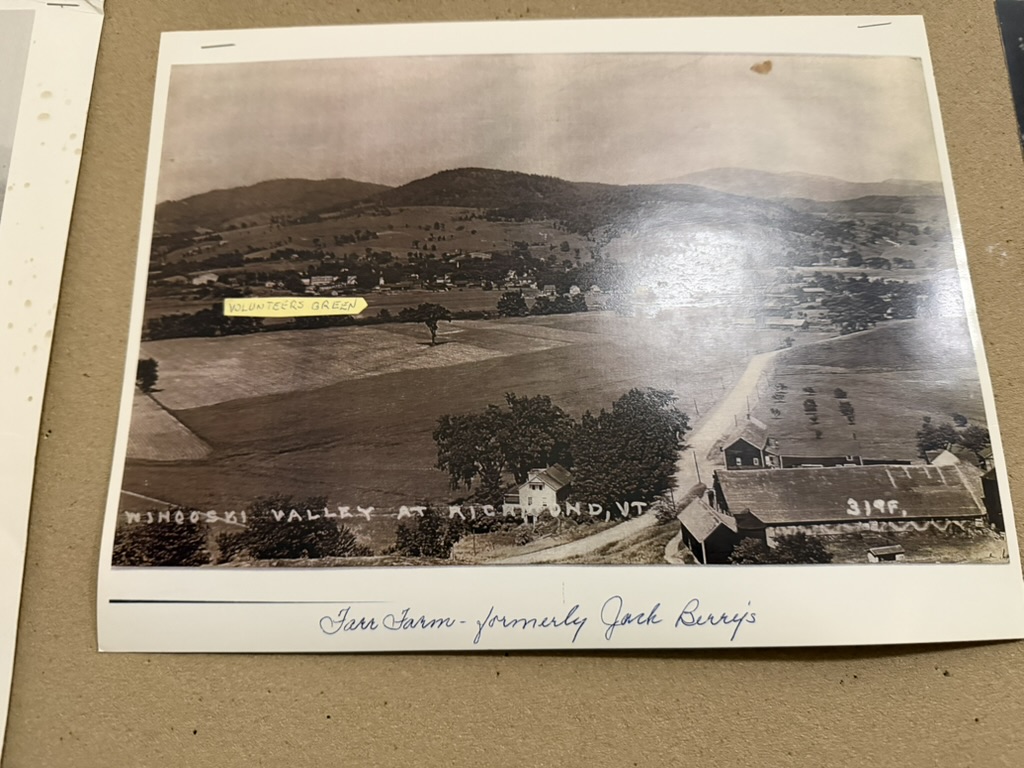 VOLUNTEERS GREEN
WINOOSKI VALLEY AT RICHMOND, VT
319F.
Farr Farm - formerly Jack Berry's